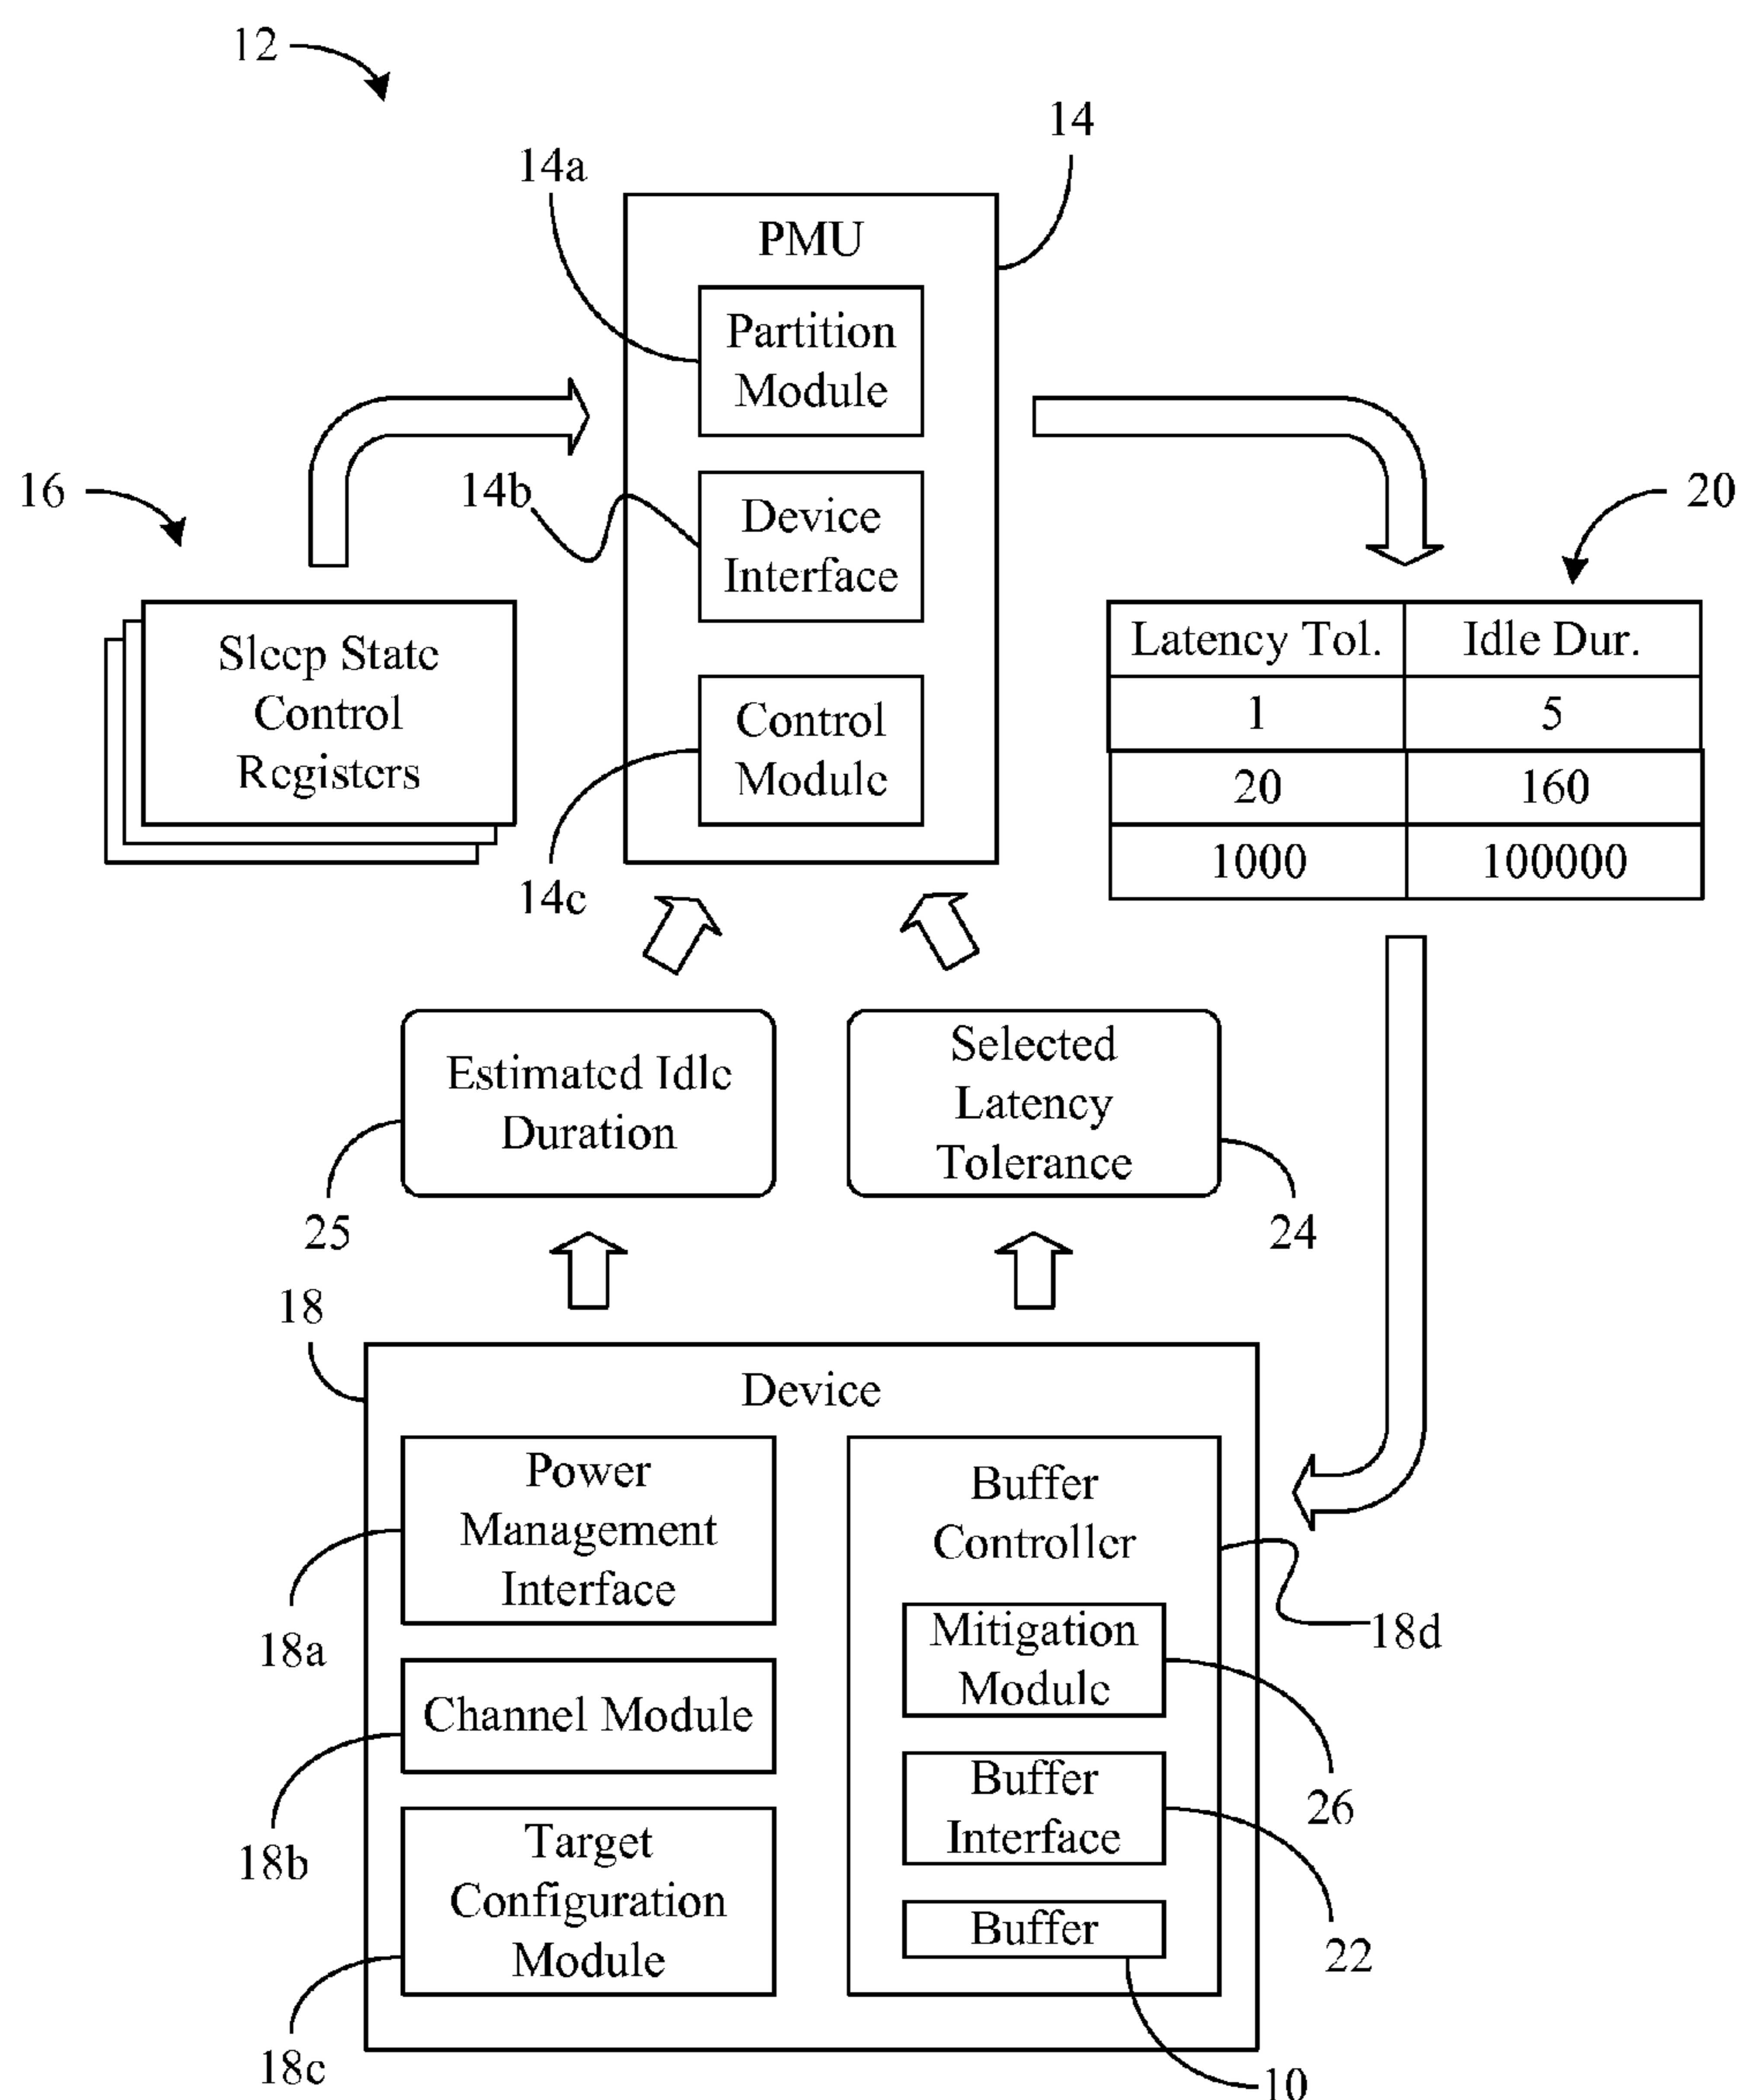 12
14
14a
PMU
Partition
Module
16
14b
Device
Interface
20
Sleep State
Control
Registers
Control
Module
14c
Latency Tol. Idle Dur.
1 5
20 160
1000 100000
Estimated Idle
Duration
Selected
Latency
Tolerance
25
24
18
Device
Power
Management
Interface
18a
Channel Module
18b
Target
Configuration
Module
18c
Buffer
Controller
18d
Mitigation
Module
26
Buffer
Interface
22
Buffer
10